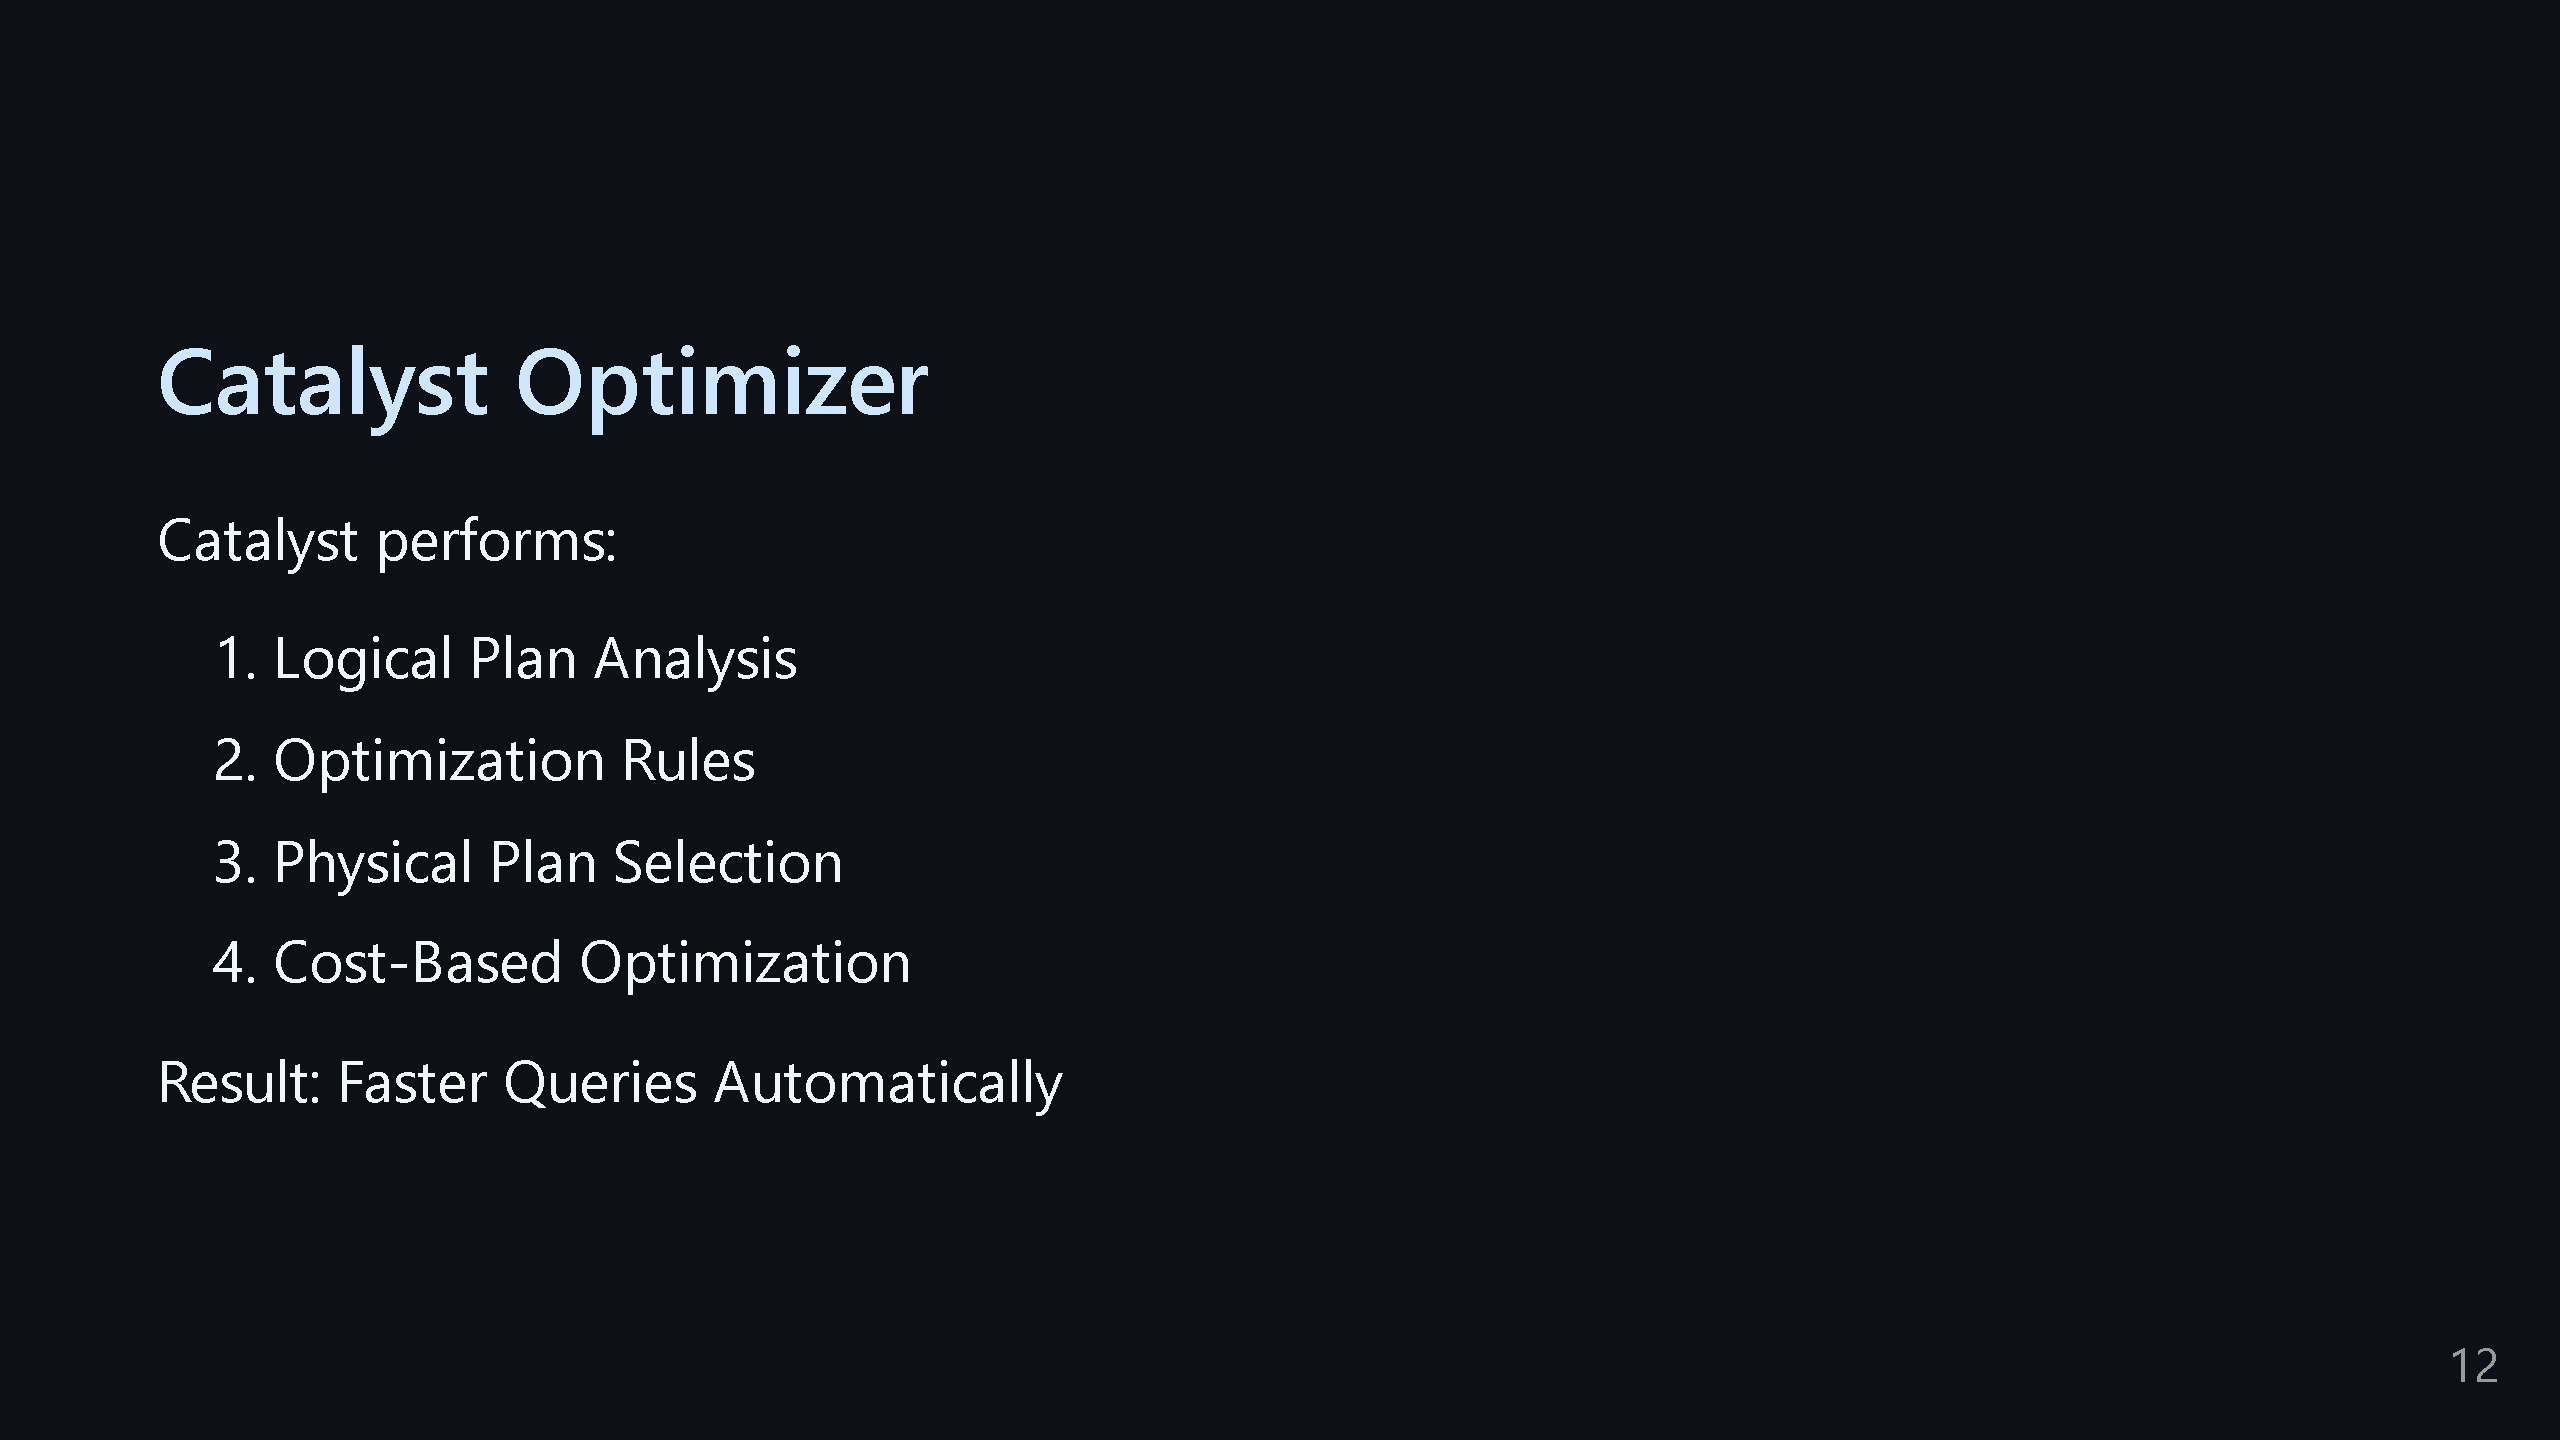 Catalyst Optimizer
Catalyst performs:
1. Logical Plan Analysis
2. Optimization Rules
3. Physical Plan Selection
4. Cost-Based Optimization
Result: Faster Queries Automatically
12